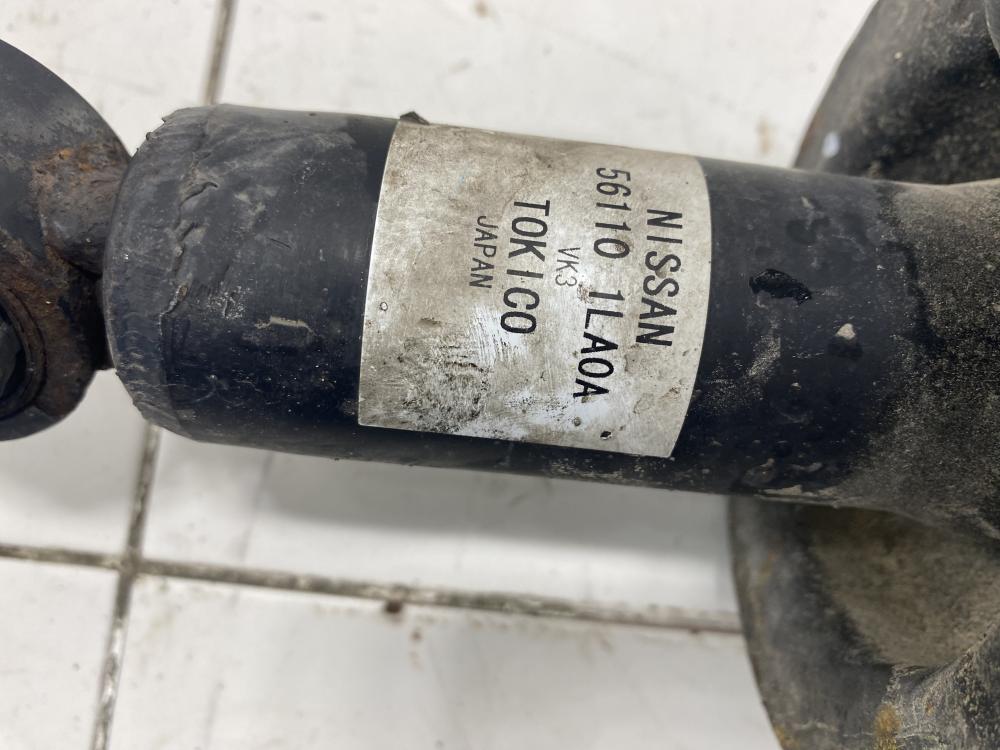 NISSAN
56110 1LA0A
VK3
TOKICO
JAPAN